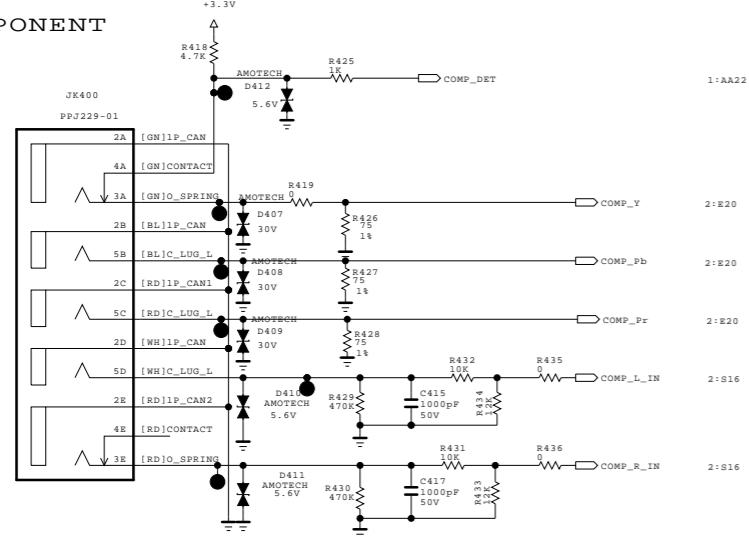 +3.3V
PONENT
R418
4.7K
AMOTECH
R425
1K
COMP_DET
1:AA22
D412
5.6V
JK400
PPJ229-01
2A [GN]1P_CAN
4A [GN]CONTACT
3A [GN]O_SPRING
AMOTECH
R419
0
COMP_Y
2:E20
D407
30V
R426
75
1%
2B [BL]1P_CAN
5B [BL]C_LUG_L
AMOTECH
COMP_Pb
2:E20
D408
30V
R427
75
1%
2C [RD]1P_CAN1
5C [RD]C_LUG_L
AMOTECH
COMP_Pr
2:E20
D409
30V
R428
75
1%
2D [WH]1P_CAN
5D [WH]C_LUG_L
R432
10K
R435
0
COMP_L_IN
2:S16
D410
AMOTECH
5.6V
R429
470K
C415
1000pF
50V
R434
12K
2E [RD]1P_CAN2
4E [RD]CONTACT
3E [RD]O_SPRING
R431
10K
R436
0
COMP_R_IN
2:S16
D411
AMOTECH
5.6V
R430
470K
C417
1000pF
50V
R433
12K